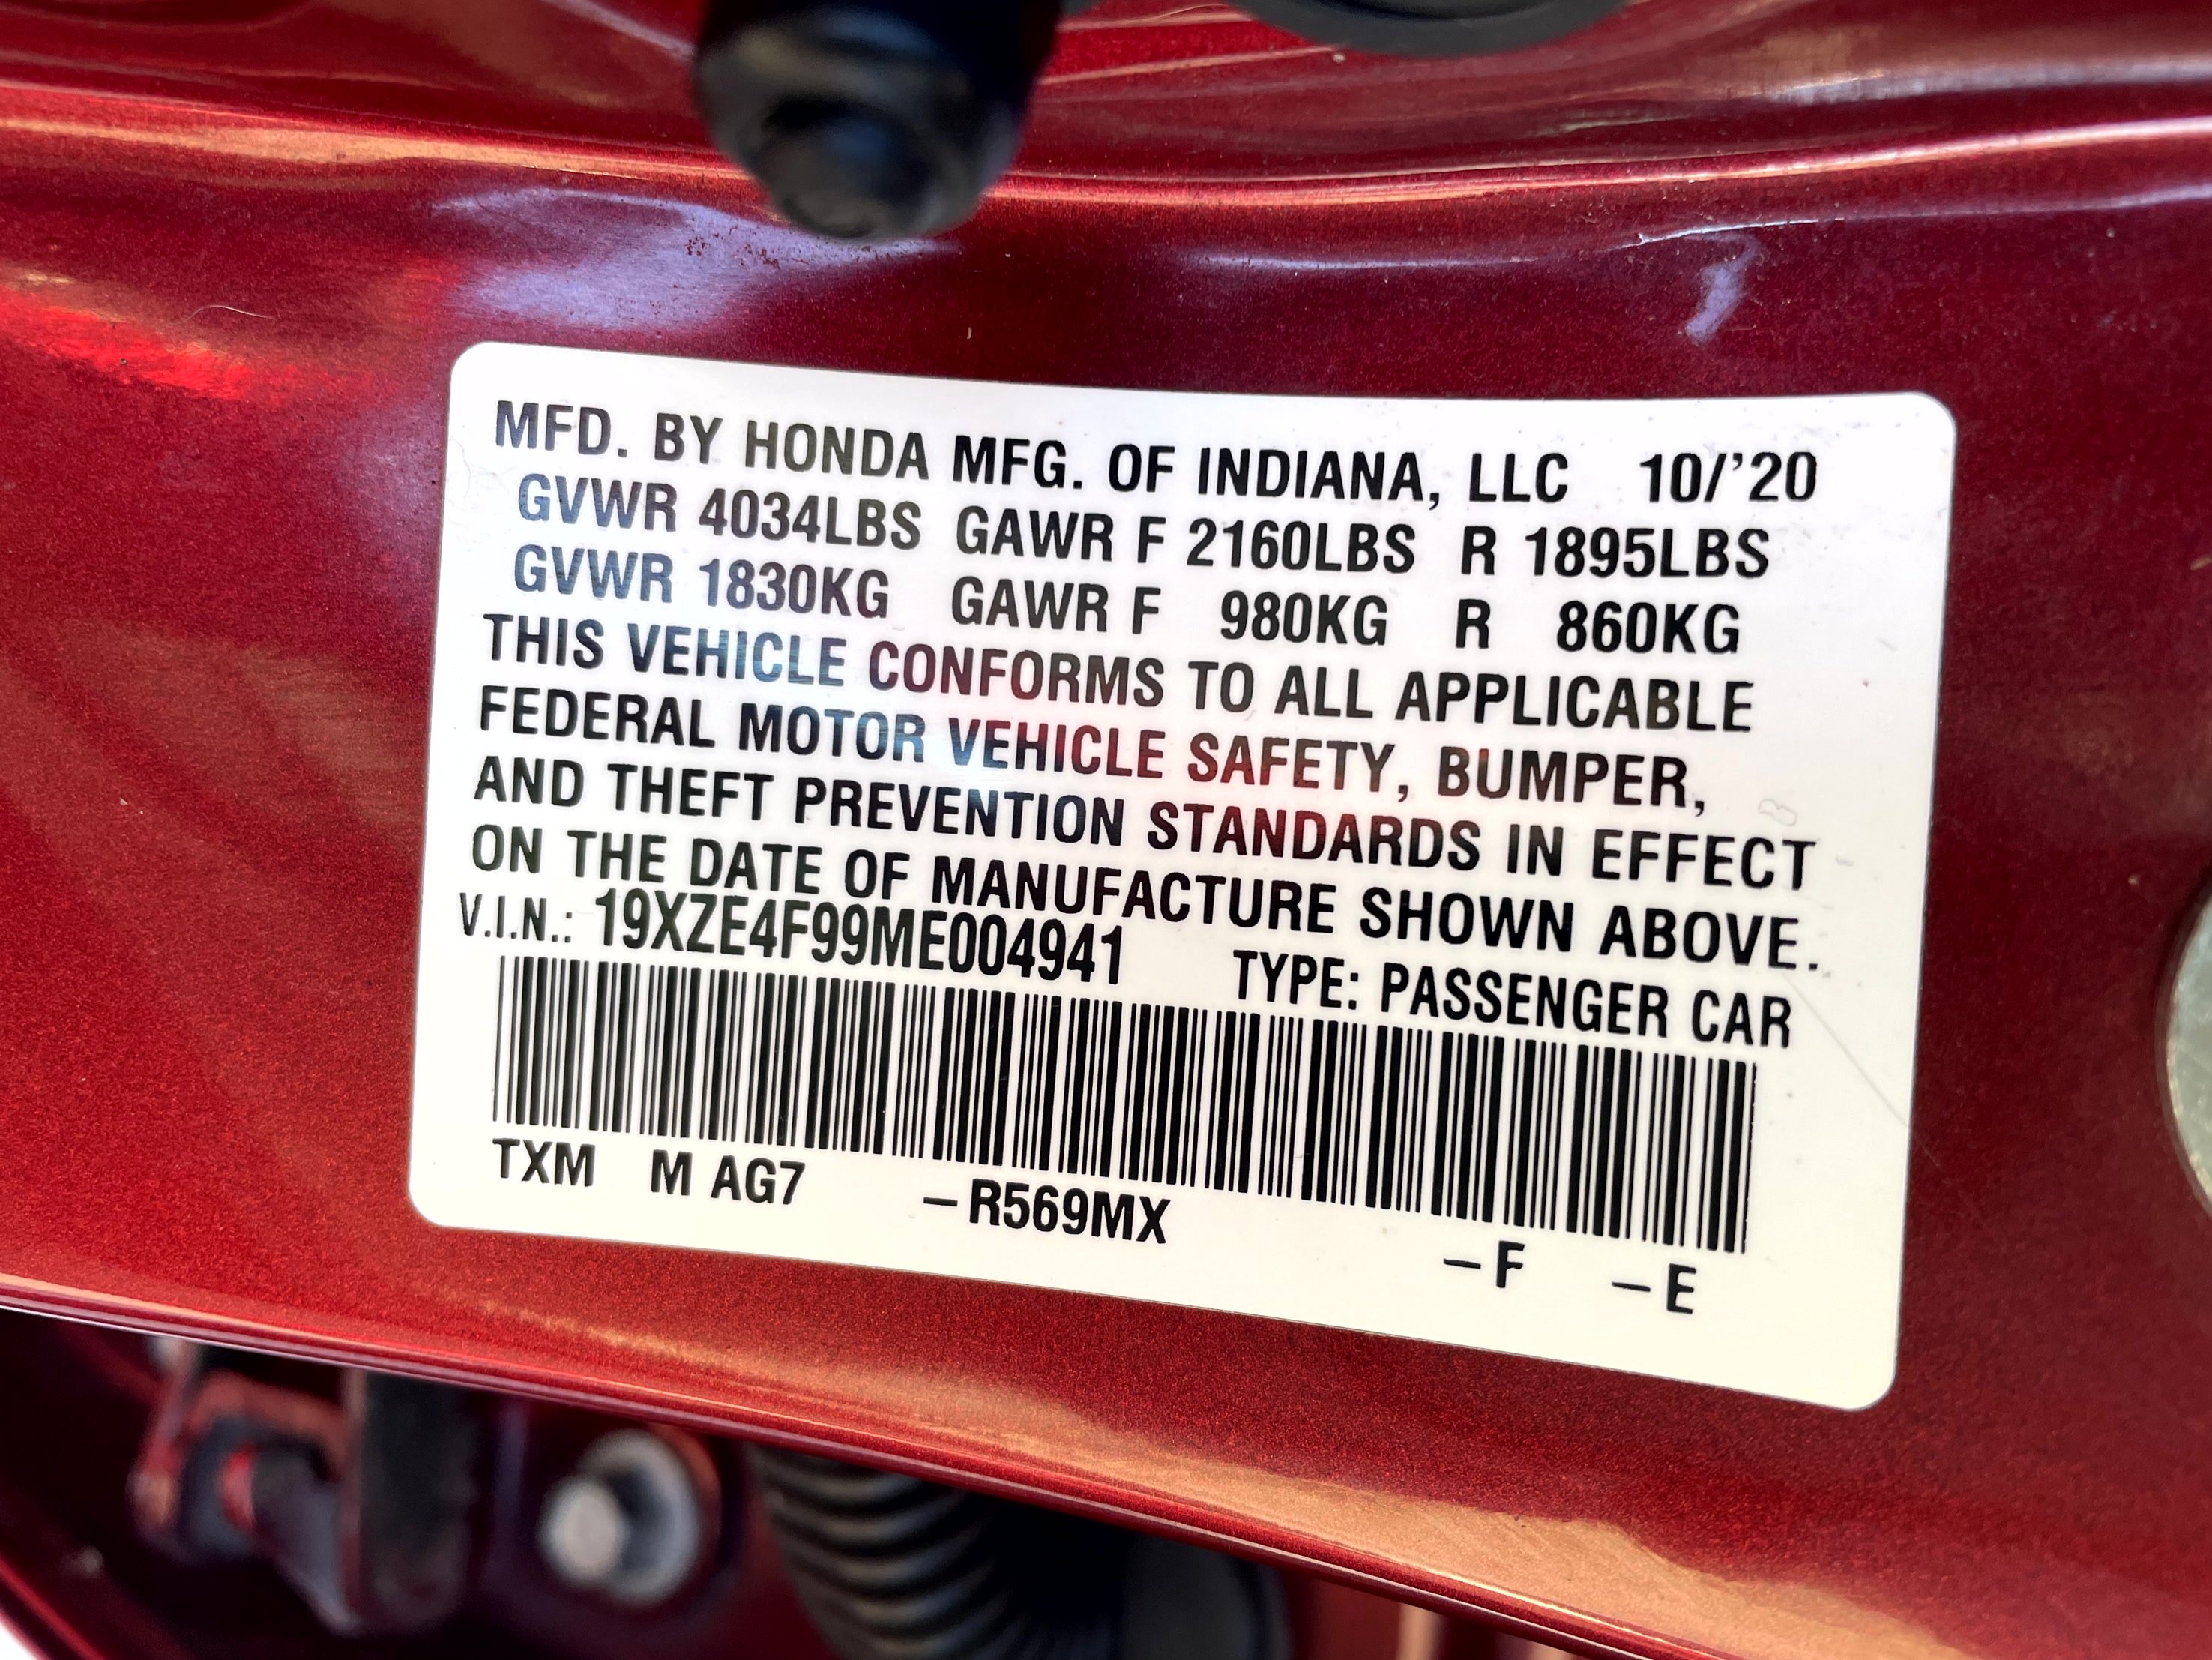 MFD. BY HONDA MFG. OF INDIANA, LLC 10/'20
GVWR 4034LBS GAWR F 2160LBS R 1895LBS
GVWR 1830KG GAWR F 980KG R 860KG
THIS VEHICLE CONFORMS TO ALL APPLICABLE
FEDERAL MOTOR VEHICLE SAFETY, BUMPER,
AND THEFT PREVENTION STANDARDS IN EFFECT
ON THE DATE OF MANUFACTURE SHOWN ABOVE.
V.I.N.: 19XZE4F99ME004941 TYPE: PASSENGER CAR
TXM M AG7 –R569MX –F –E